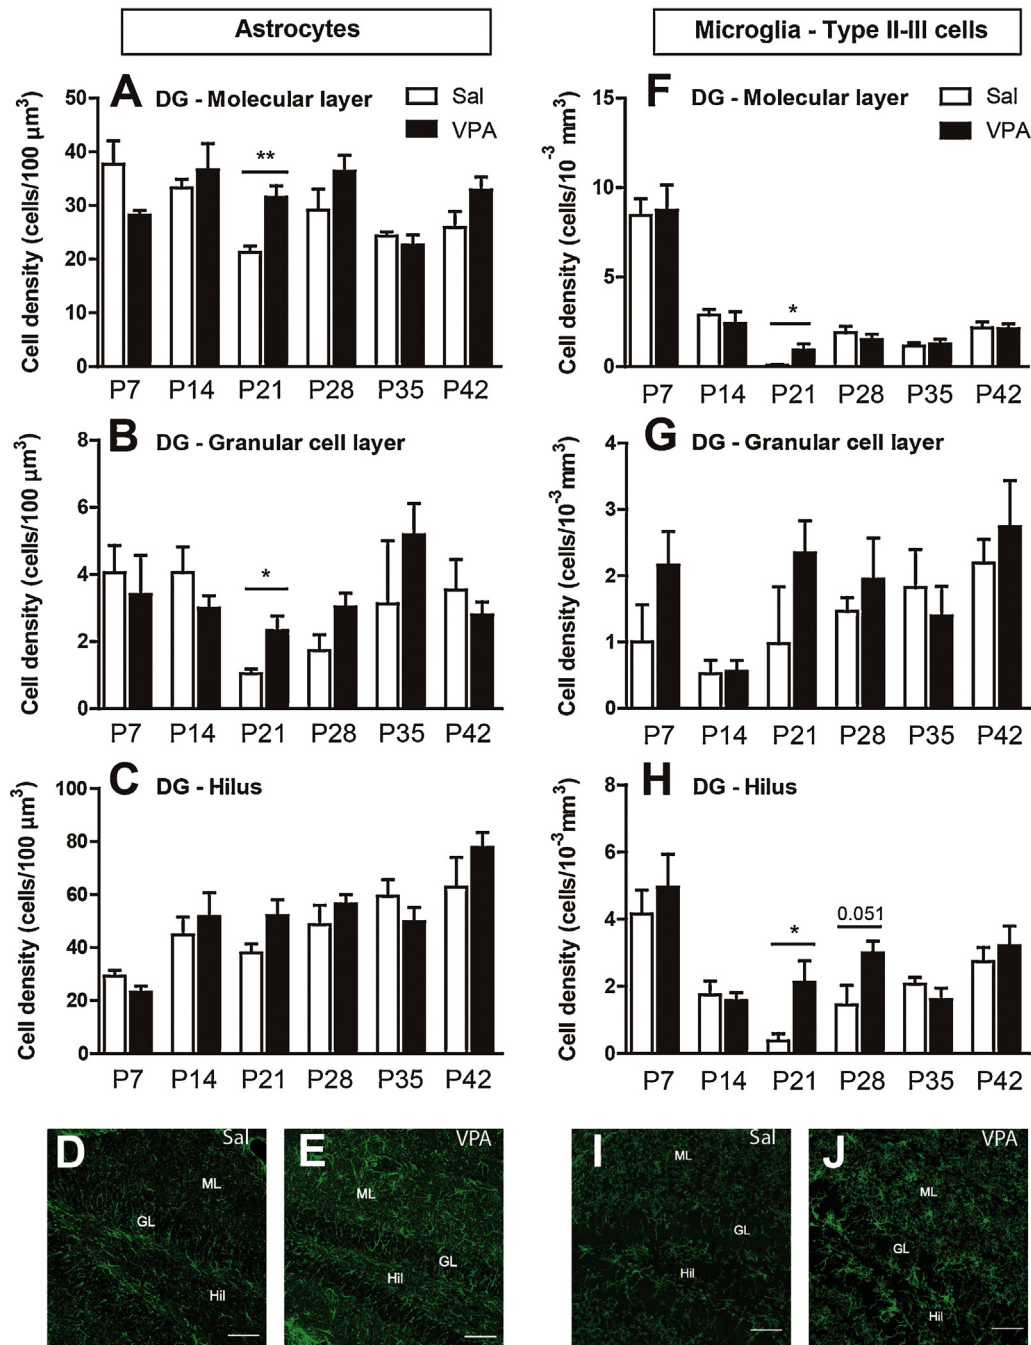 Astrocytes
A DG - Molecular layer
Sal
VPA
Cell density (cells/100 µm³)
50
40
30
20
10
0
**
P7 P14 P21 P28 P35 P42
B DG - Granular cell layer
Cell density (cells/100 µm³)
8
6
4
2
0
*
P7 P14 P21 P28 P35 P42
C DG - Hilus
Cell density (cells/100 µm³)
100
80
60
40
20
0
P7 P14 P21 P28 P35 P42
D Sal
ML
GL
Hil
E VPA
ML
GL
Hil
Microglia - Type II-III cells
F DG - Molecular layer
Sal
VPA
Cell density (cells/10⁻³ mm³)
15
10
5
0
*
P7 P14 P21 P28 P35 P42
G DG - Granular cell layer
Cell density (cells/10⁻³mm³)
4
3
2
1
0
P7 P14 P21 P28 P35 P42
H DG - Hilus
Cell density (cells/10⁻³mm³)
8
6
4
2
0
*
0.051
P7 P14 P21 P28 P35 P42
I Sal
ML
GL
Hil
J VPA
ML
GL
Hil